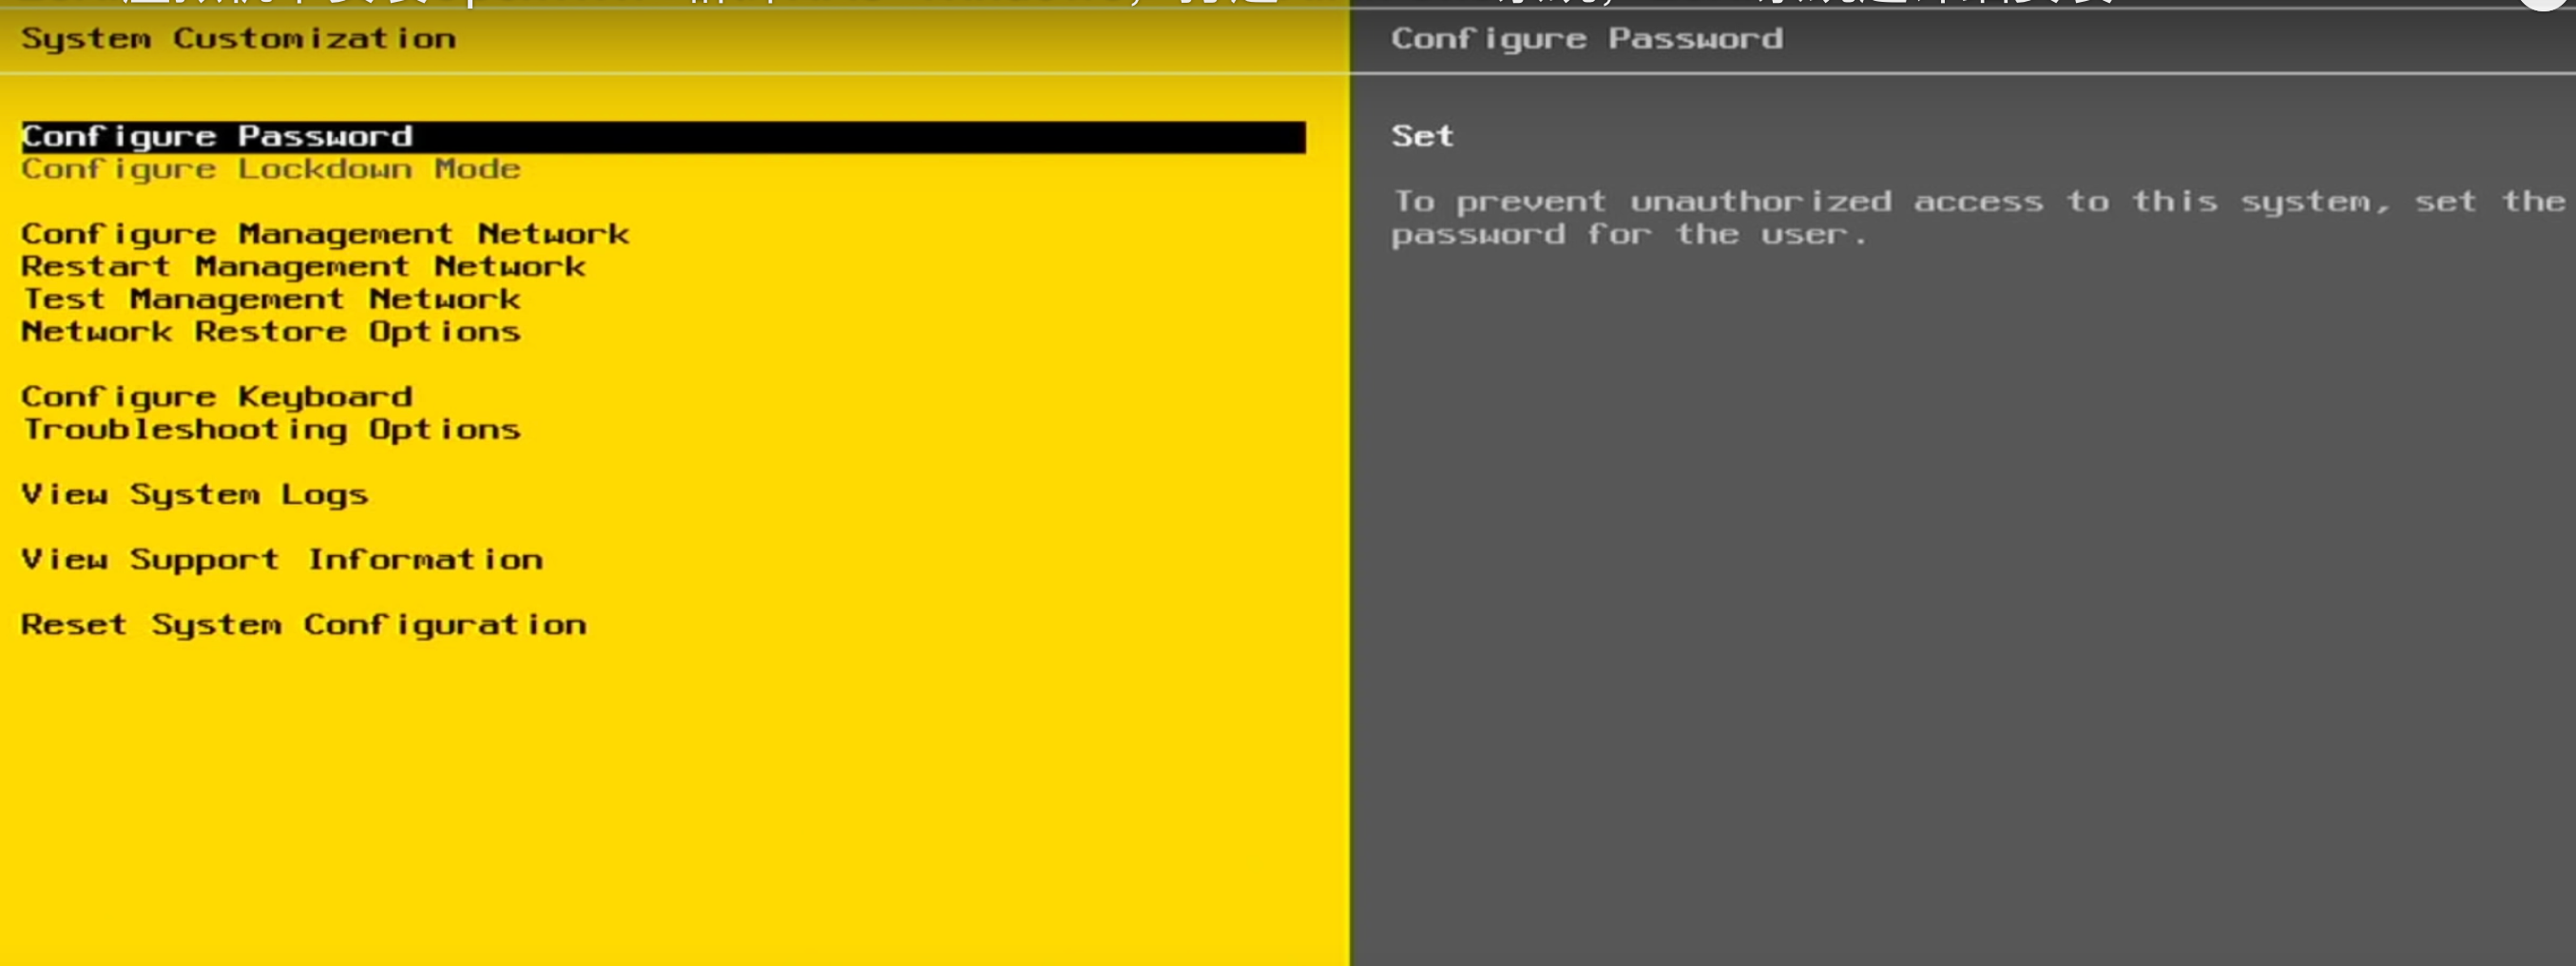 System Customization
Configure Password
Configure Password
Configure Lockdown Mode
Configure Management Network
Restart Management Network
Test Management Network
Network Restore Options
Configure Keyboard
Troubleshooting Options
View System Logs
View Support Information
Reset System Configuration
Set
To prevent unauthorized access to this system, set the
password for the user.